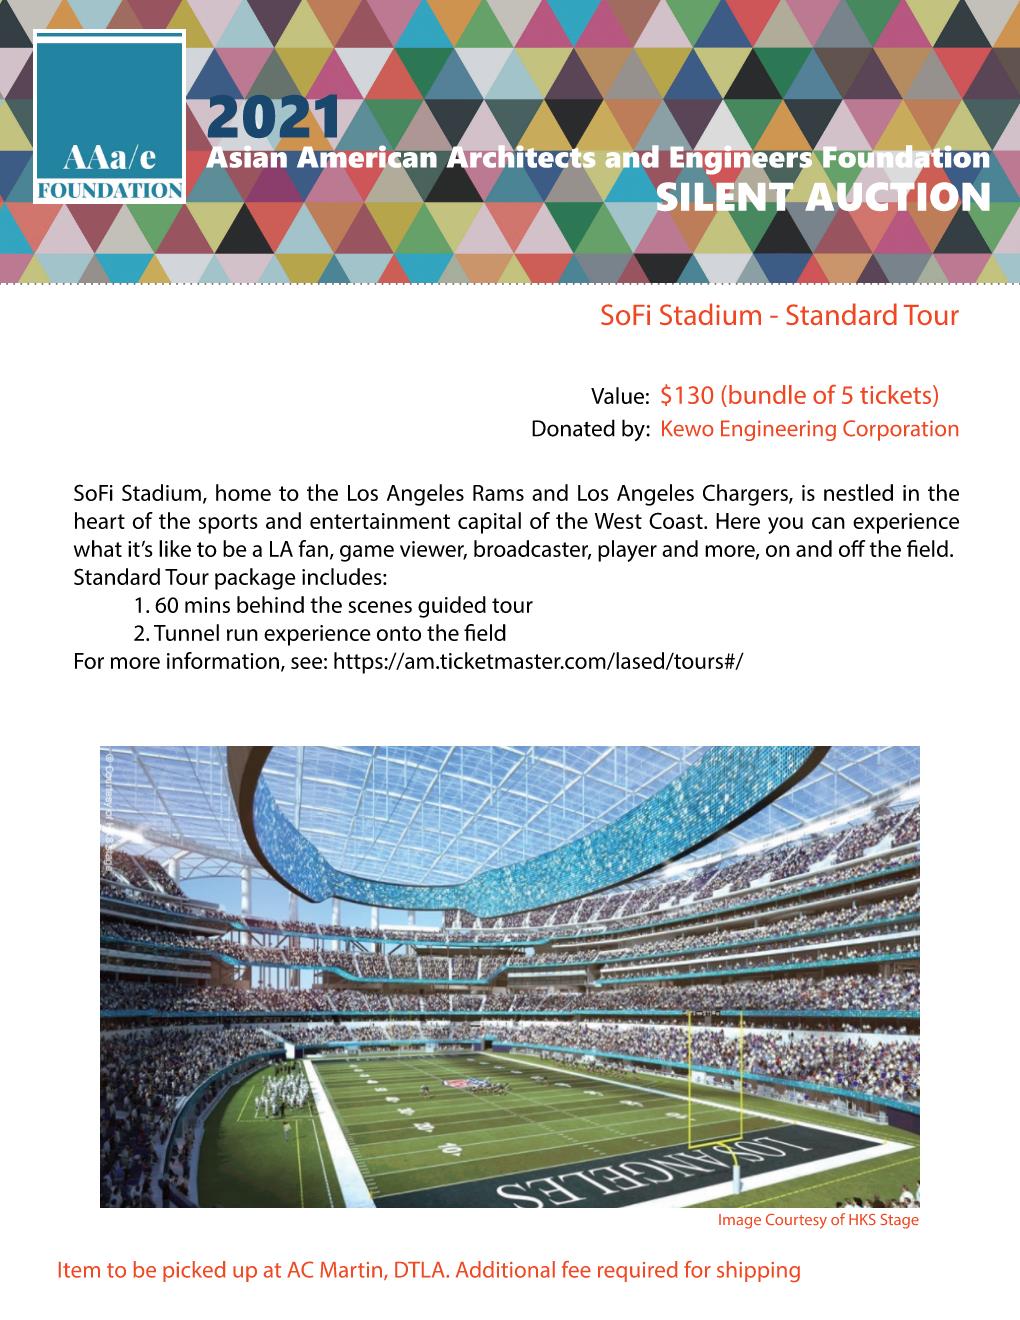 AAa/e
FOUNDATION
2021
Asian American Architects and Engineers Foundation
SILENT AUCTION
SoFi Stadium - Standard Tour
Value: $130 (bundle of 5 tickets)
Donated by: Kewo Engineering Corporation
SoFi Stadium, home to the Los Angeles Rams and Los Angeles Chargers, is nestled in the
heart of the sports and entertainment capital of the West Coast. Here you can experience
what it's like to be a LA fan, game viewer, broadcaster, player and more, on and off the field.
Standard Tour package includes:
1. 60 mins behind the scenes guided tour
2. Tunnel run experience onto the field
For more information, see: https://am.ticketmaster.com/lased/tours#/
© Courtesy of
LOS ANGELES
Image Courtesy of HKS Stage
Item to be picked up at AC Martin, DTLA. Additional fee required for shipping